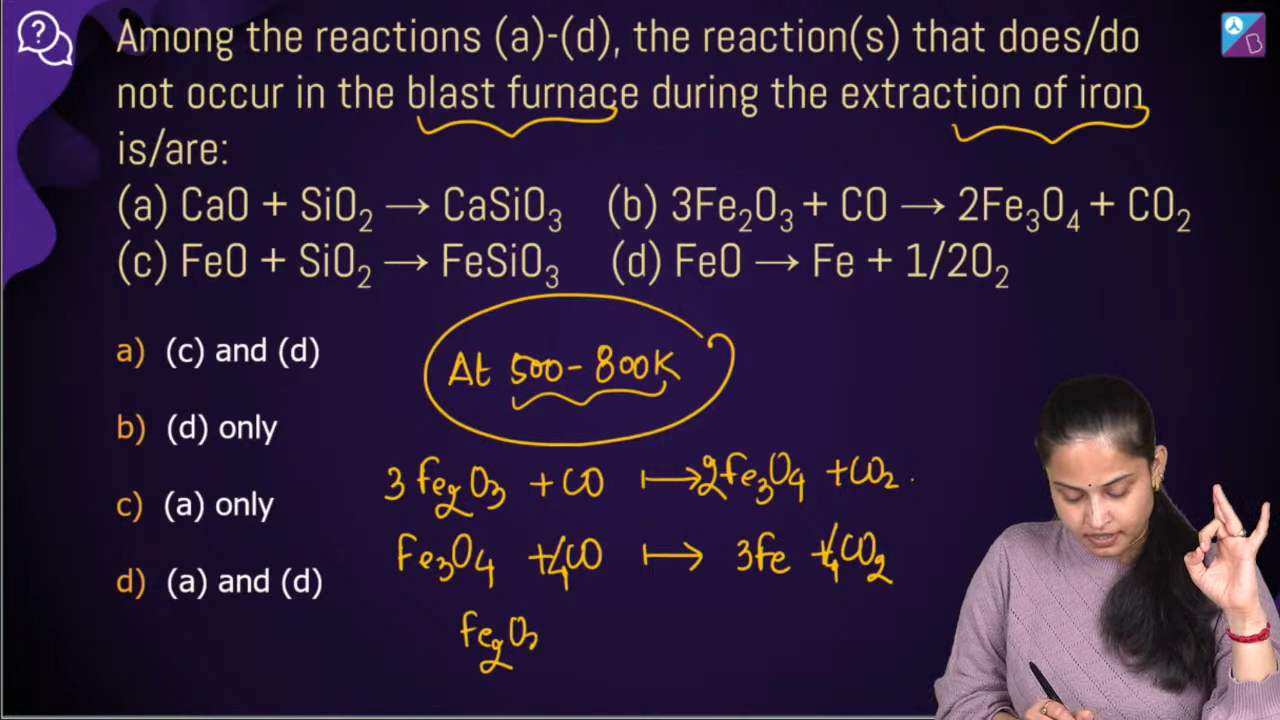 Among the reactions (a)-(d), the reaction(s) that does/do
not occur in the blast furnace during the extraction of iron
is/are:
(a) CaO + SiO₂ → CaSiO₃ (b) 3Fe₂O₃ + CO → 2Fe₃O₄ + CO₂
(c) FeO + SiO₂ → FeSiO₃ (d) FeO → Fe + 1/2O₂
a) (c) and (d)
b) (d) only
c) (a) only
d) (a) and (d)
At 500-800K
3Fe₂O₃ + CO ⟼ 2Fe₃O₄ + CO₂
Fe₃O₄ + 4CO ⟼ 3Fe + 4CO₂
Fe₂O₃